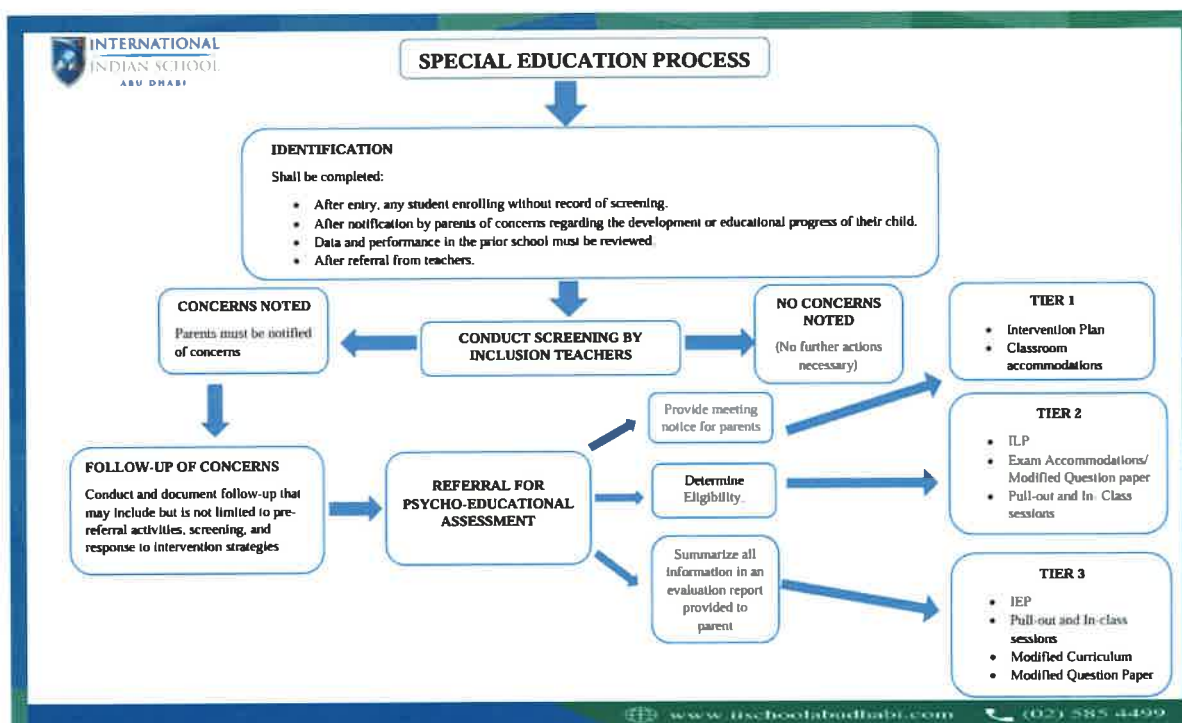 INTERNATIONAL
INDIAN SCHOOL
ABU DHABI
SPECIAL EDUCATION PROCESS
IDENTIFICATION
Shall be completed:
• After entry, any student enrolling without record of screening.
• After notification by parents of concerns regarding the development or educational progress of their child.
• Data and performance in the prior school must be reviewed
• After referral from teachers.
CONCERNS NOTED
Parents must be notified
of concerns
CONDUCT SCREENING BY
INCLUSION TEACHERS
NO CONCERNS
NOTED
(No further actions
necessary)
TIER 1
• Intervention Plan
• Classroom
accommodations
FOLLOW-UP OF CONCERNS
Conduct and document follow-up that
may include but is not limited to pre-
referral activities, screening, and
response to intervention strategies
REFERRAL FOR
PSYCHO-EDUCATIONAL
ASSESSMENT
Provide meeting
notice for parents
Determine
Eligibility.
Summarize all
information in an
evaluation report
provided to
parent
TIER 2
• ILP
• Exam Accommodations/
Modified Question paper
• Pull-out and In- Class
sessions
TIER 3
• IEP
• Pull-out and In-class
sessions
• Modified Curriculum
• Modified Question Paper
www.iischoolabudhabi.com (02) 585 4499